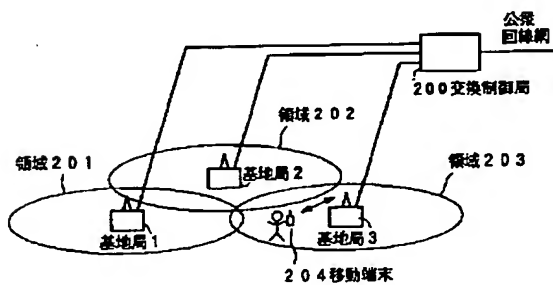 公衆
回線網
200交換制御局
領域202
領域201
基地局2
領域203
基地局1
基地局3
204移動端末